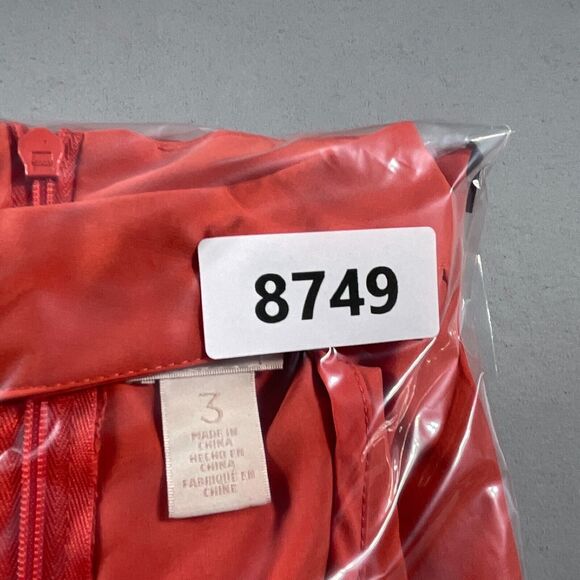 8749
3
MADE IN
CHINA
HECHO EN
CHINA
FABRIQUÉ EN
CHINE